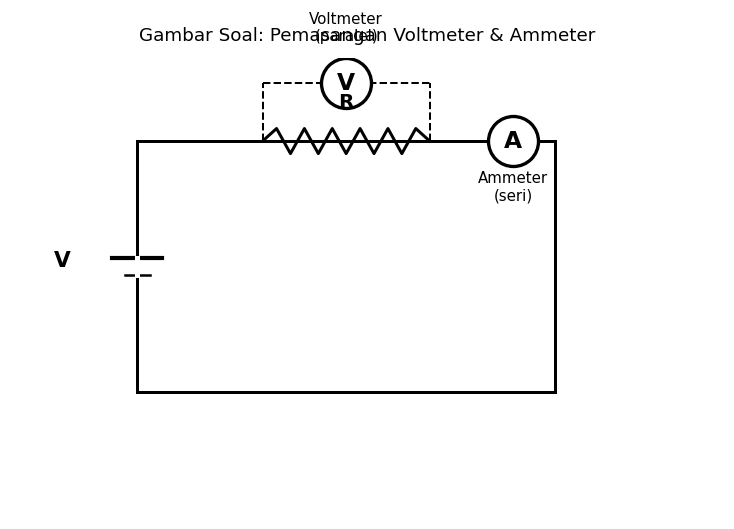 Voltmeter
(paralel)
Gambar Soal: Pemasangan Voltmeter & Ammeter
V
R
A
Ammeter
(seri)
V